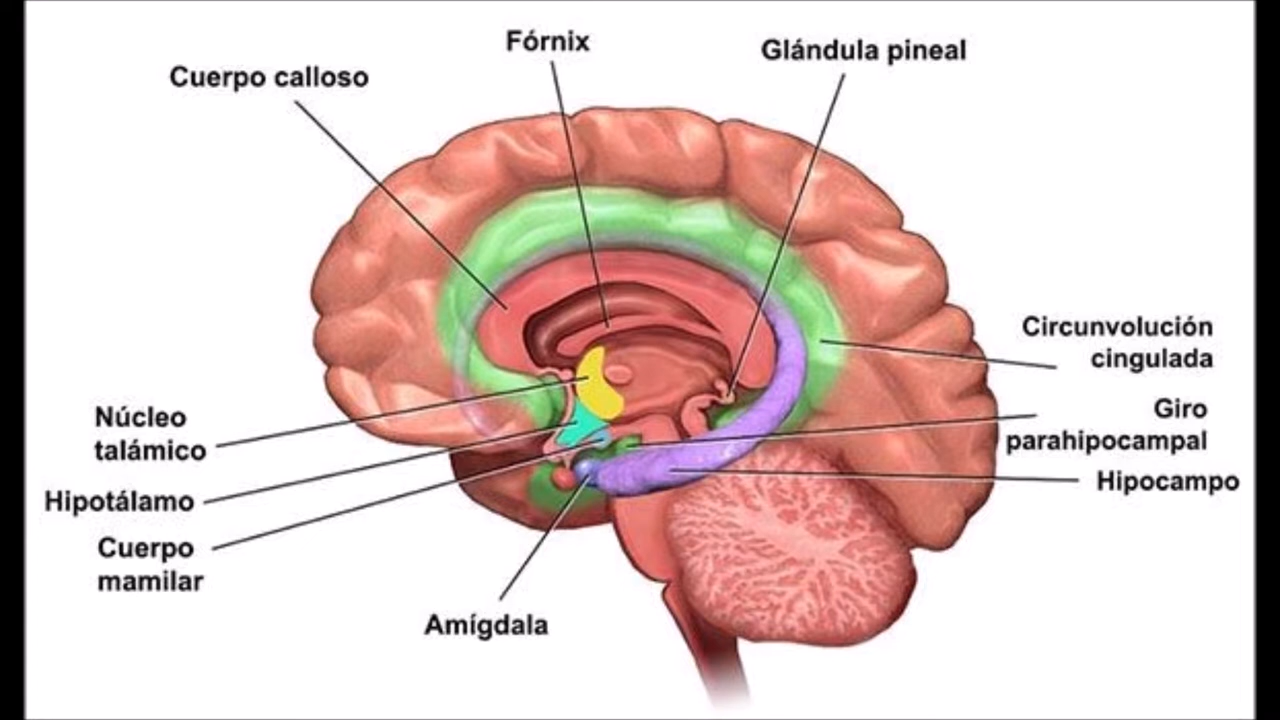 Fórnix
Glándula pineal
Cuerpo calloso
Circunvolución
cingulada
Giro
parahipocampal
Hipocampo
Núcleo
talámico
Hipotálamo
Cuerpo
mamilar
Amígdala